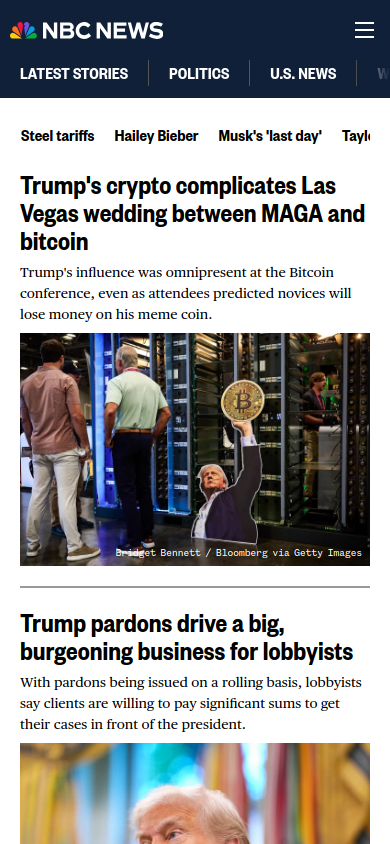 NBC NEWS
LATEST STORIES
POLITICS
U.S. NEWS
Steel tariffs
Hailey Bieber
Musk's 'last day'
Trump's crypto complicates Las
Vegas wedding between MAGA and
bitcoin
Trump's influence was omnipresent at the Bitcoin
conference, even as attendees predicted novices will
lose money on his meme coin.
Bridget Bennett / Bloomberg via Getty Images
Trump pardons drive a big,
burgeoning business for lobbyists
With pardons being issued on a rolling basis, lobbyists
say clients are willing to pay significant sums to get
their cases in front of the president.